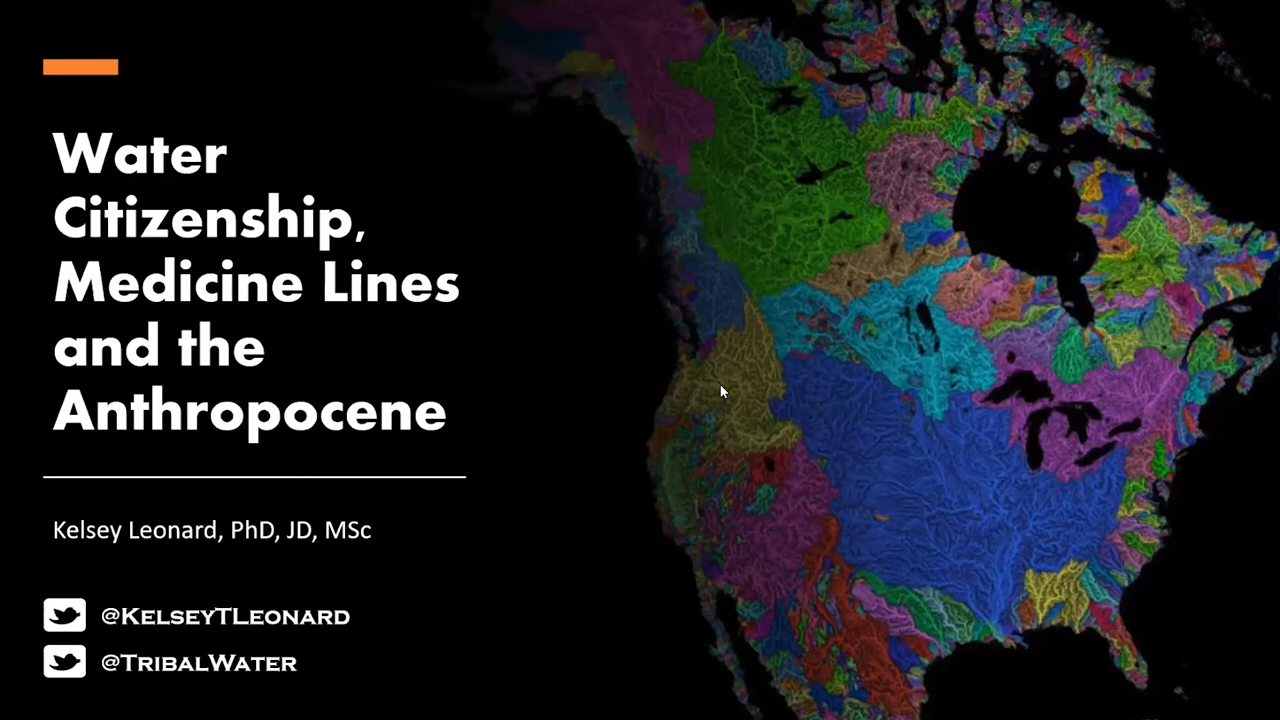 Water
Citizenship,
Medicine Lines
and the
Anthropocene
Kelsey Leonard, PhD, JD, MSc
@KelseyTLeonard
@TribalWater